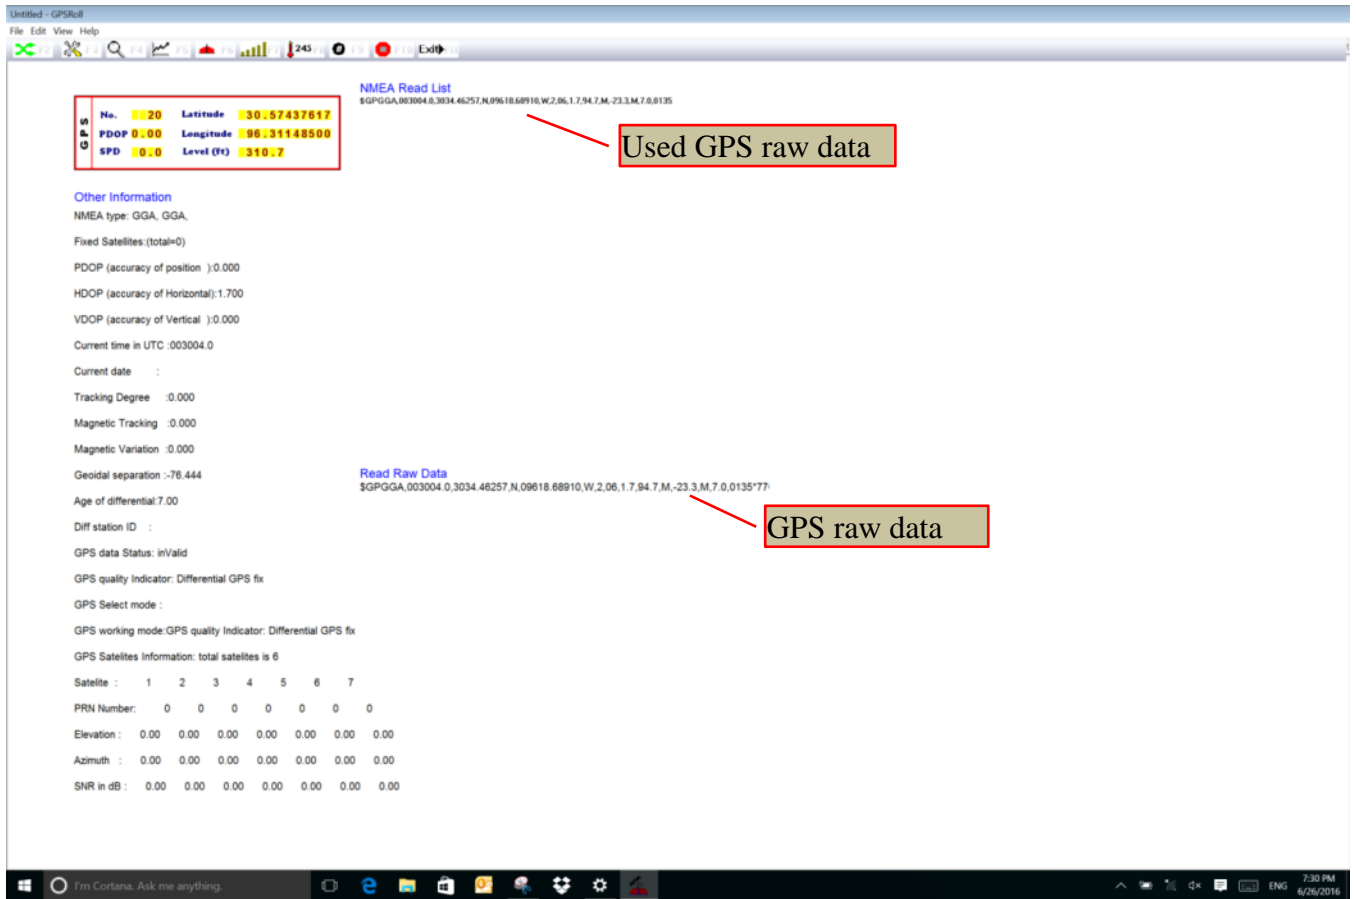 Untitled - GPSRoll
File Edit View Help
F2 F3 F4 F5 F6 F7 245 F8 F9 F10 Exit F11
NMEA Read List
$GPGGA,003004.0,3034.46257,N,09618.68910,W,2,06,1.7,94.7,M,-23.3,M,7.0,0135
GPS
No. 20 Latitude 30.57437617
PDOP 0.00 Longitude 96.31148500
SPD 0.0 Level (ft) 310.7
Used GPS raw data
Other Information
NMEA type: GGA, GGA,
Fixed Satellites:(total=0)
PDOP (accuracy of position ):0.000
HDOP (accuracy of Horizontal):1.700
VDOP (accuracy of Vertical ):0.000
Current time in UTC :003004.0
Current date :
Tracking Degree :0.000
Magnetic Tracking :0.000
Magnetic Variation :0.000
Geoidal separation :-76.444
Read Raw Data
$GPGGA,003004.0,3034.46257,N,09618.68910,W,2,06,1.7,94.7,M,-23.3,M,7.0,0135*77
Age of differential:7.00
GPS raw data
Diff station ID :
GPS data Status: inValid
GPS quality Indicator: Differential GPS fix
GPS Select mode :
GPS working mode:GPS quality Indicator: Differential GPS fix
GPS Satelites Information: total satelites is 6
Satelite : 1 2 3 4 5 6 7
PRN Number: 0 0 0 0 0 0 0
Elevation : 0.00 0.00 0.00 0.00 0.00 0.00 0.00
Azimuth : 0.00 0.00 0.00 0.00 0.00 0.00 0.00
SNR in dB : 0.00 0.00 0.00 0.00 0.00 0.00 0.00
I'm Cortana. Ask me anything.
ENG
7:30 PM
6/26/2016